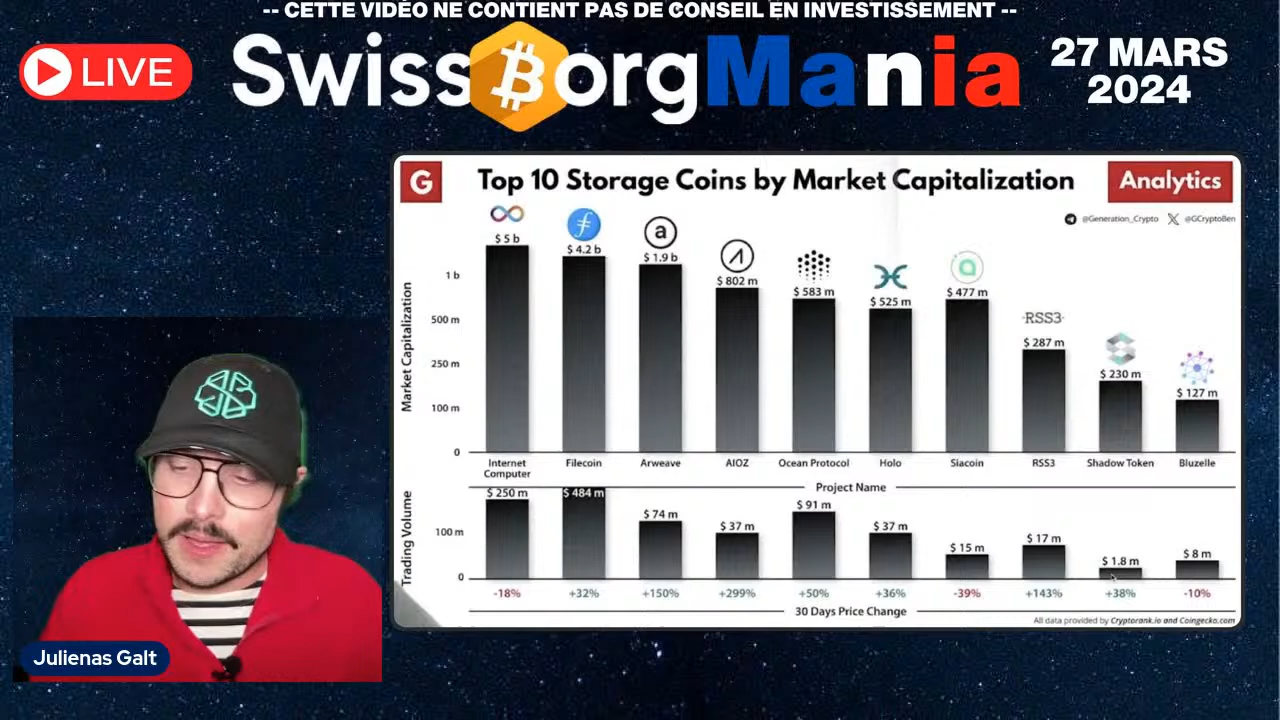 -- CETTE VIDÉO NE CONTIENT PAS DE CONSEIL EN INVESTISSEMENT --
LIVE
SwissBorgMania
27 MARS
2024
G
Top 10 Storage Coins by Market Capitalization
Analytics
@Generation_Crypto
@GCryptoBen
Market Capitalization
1 b
500 m
250 m
100 m
0
$ 5 b
$ 4.2 b
$ 1.9 b
$ 802 m
$ 583 m
$ 525 m
$ 477 m
RSS3
$ 287 m
$ 230 m
$ 127 m
Internet
Computer
Filecoin
Arweave
AIOZ
Ocean Protocol
Holo
Siacoin
RSS3
Shadow Token
Bluzelle
Project Name
Trading Volume
100 m
0
$ 250 m
$ 484 m
$ 74 m
$ 37 m
$ 91 m
$ 37 m
$ 15 m
$ 17 m
$ 1.8 m
$ 8 m
-18%
+32%
+150%
+299%
+50%
+36%
-39%
+143%
+38%
-10%
30 Days Price Change
All data provided by Cryptorank.io and Coingecko.com
Julienas Galt